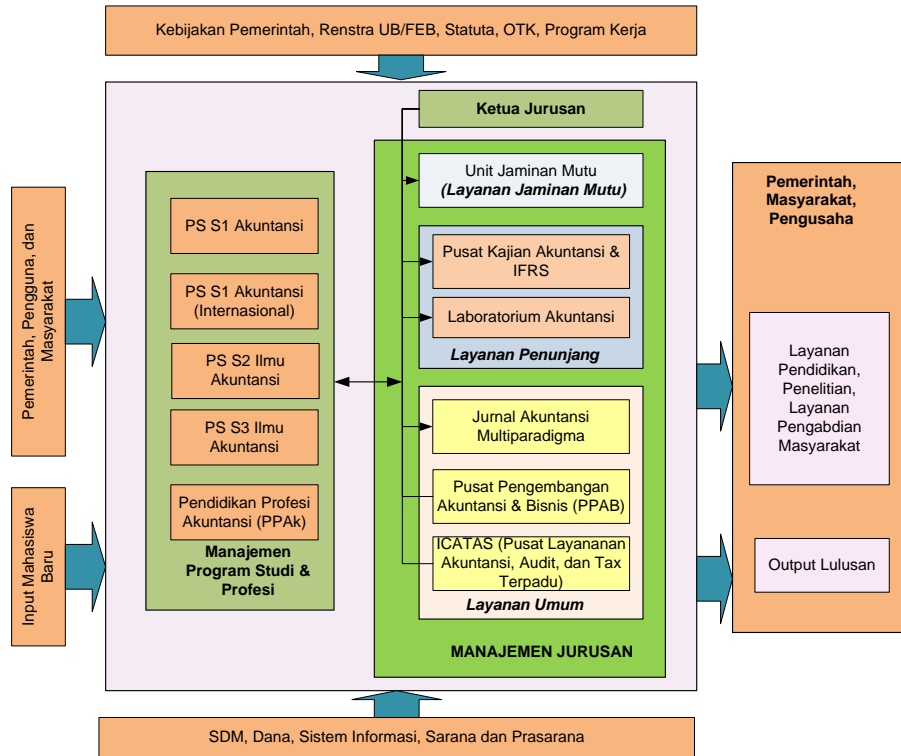 Kebijakan Pemerintah, Renstra UB/FEB, Statuta, OTK, Program Kerja
Pemerintah, Pengguna, dan
Masyarakat
Input Mahasiswa
Baru
PS S1 Akuntansi
PS S1 Akuntansi
(Internasional)
PS S2 Ilmu
Akuntansi
PS S3 Ilmu
Akuntansi
Pendidikan Profesi
Akuntansi (PPAk)
Manajemen
Program Studi &
Profesi
Ketua Jurusan
Unit Jaminan Mutu
(Layanan Jaminan Mutu)
Pusat Kajian Akuntansi &
IFRS
Laboratorium Akuntansi
Layanan Penunjang
Jurnal Akuntansi
Multiparadigma
Pusat Pengembangan
Akuntansi & Bisnis (PPAB)
ICATAS (Pusat Layananan
Akuntansi, Audit, dan Tax
Terpadu)
Layanan Umum
MANAJEMEN JURUSAN
Pemerintah,
Masyarakat,
Pengusaha
Layanan
Pendidikan,
Penelitian,
Layanan
Pengabdian
Masyarakat
Output Lulusan
SDM, Dana, Sistem Informasi, Sarana dan Prasarana